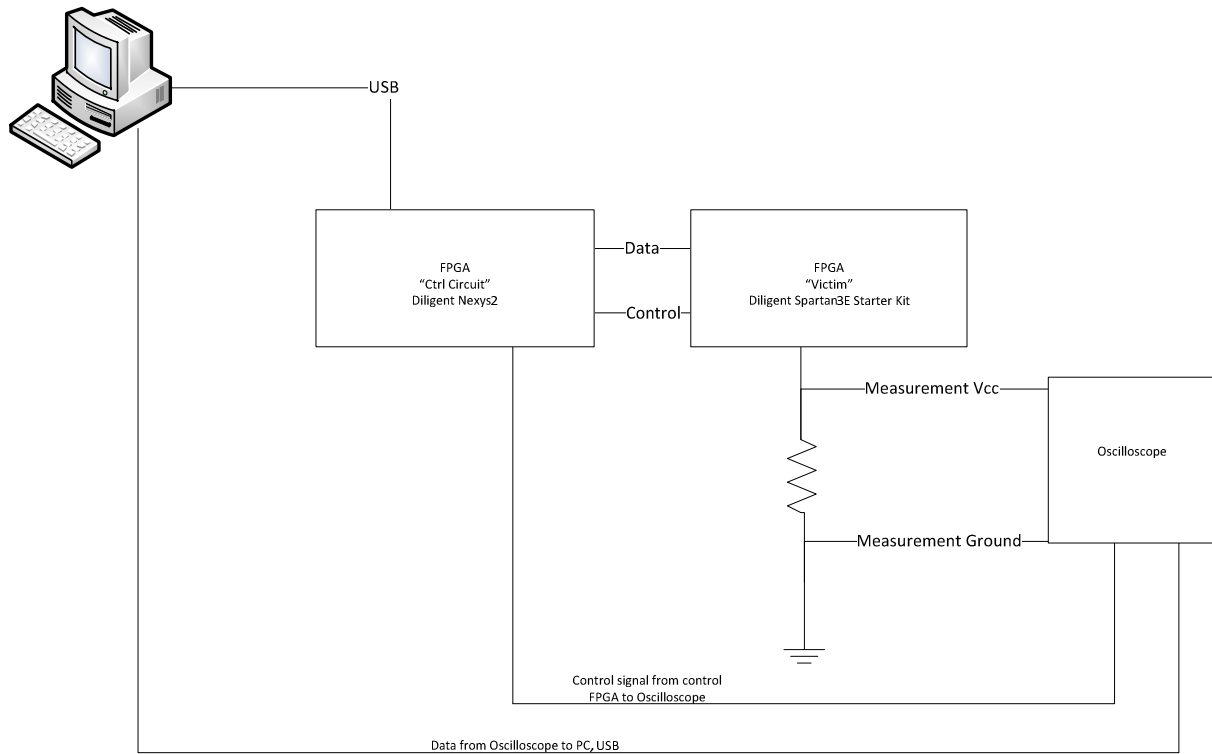 USB
FPGA
"Ctrl Circuit"
Diligent Nexys2
Data
Control
FPGA
"Victim"
Diligent Spartan3E Starter Kit
Measurement Vcc
Oscilloscope
Measurement Ground
Control signal from control
FPGA to Oscilloscope
Data from Oscilloscope to PC, USB